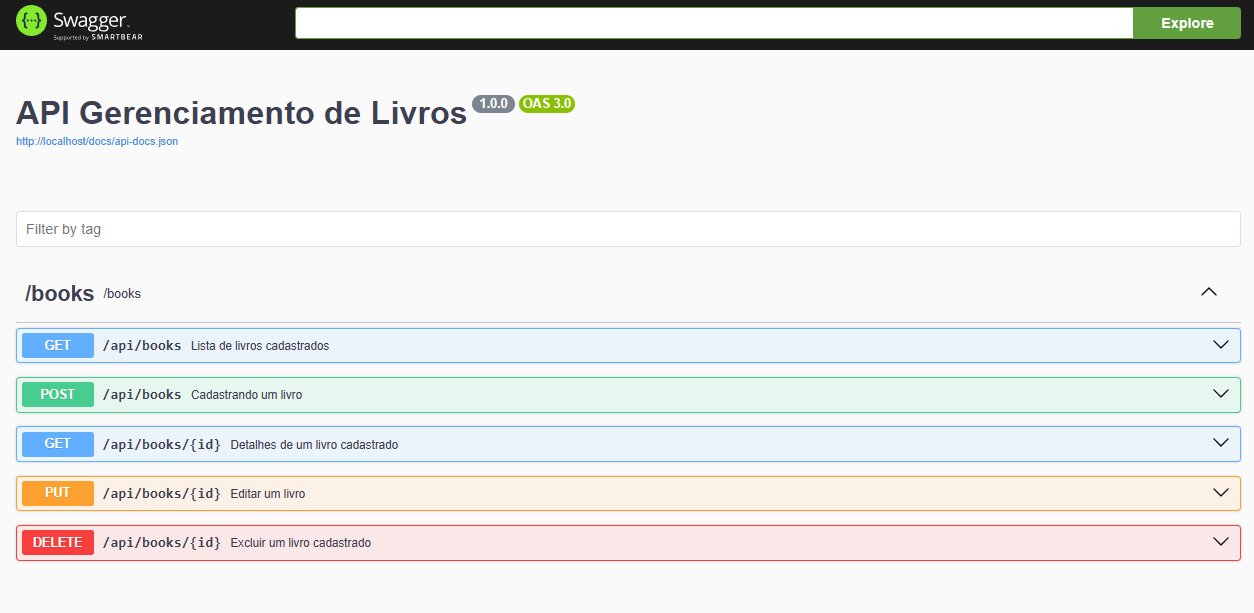 Swagger
Supported by SMARTBEAR
Explore
API Gerenciamento de Livros 1.0.0 OAS 3.0
http://localhost/docs/api-docs.json
Filter by tag
/books /books
GET /api/books Lista de livros cadastrados
POST /api/books Cadastrando um livro
GET /api/books/{id} Detalhes de um livro cadastrado
PUT /api/books/{id} Editar um livro
DELETE /api/books/{id} Excluir um livro cadastrado